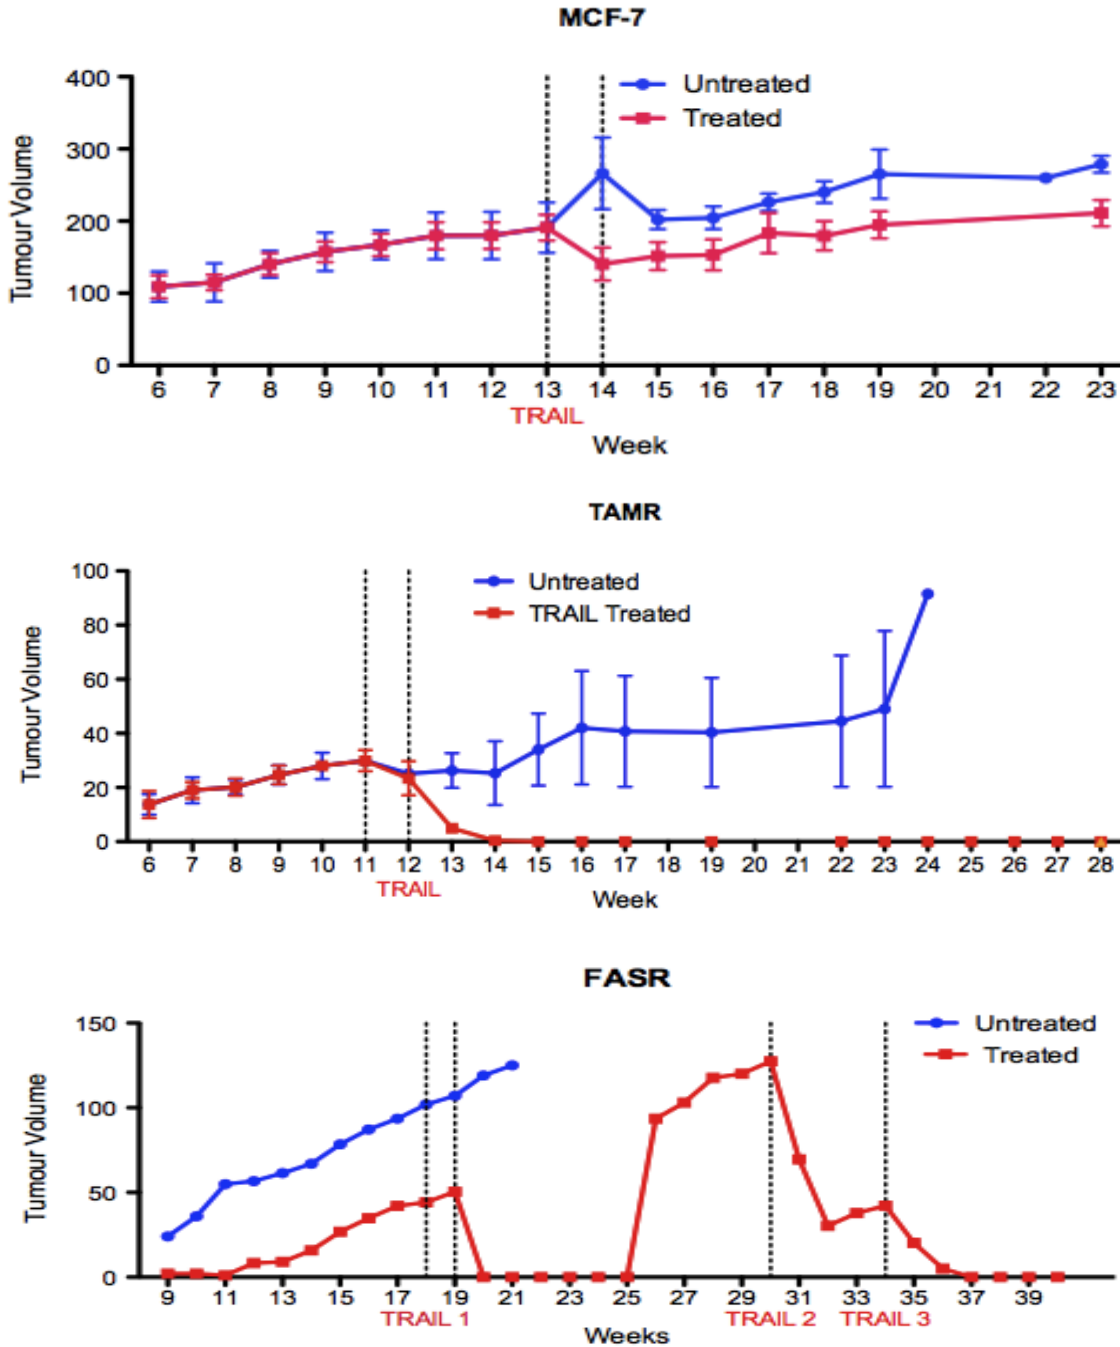 MCF-7
400
300
200
100
0
Tumour Volume
Untreated
Treated
6 7 8 9 10 11 12 13 14 15 16 17 18 19 20 21 22 23
TRAIL
Week
TAMR
100
80
60
40
20
0
Tumour Volume
Untreated
TRAIL Treated
6 7 8 9 10 11 12 13 14 15 16 17 18 19 20 21 22 23 24 25 26 27 28
TRAIL
Week
FASR
150
100
50
0
Tumour Volume
Untreated
Treated
9 11 13 15 17 19 21 23 25 27 29 31 33 35 37 39
TRAIL 1 TRAIL 2 TRAIL 3
Weeks